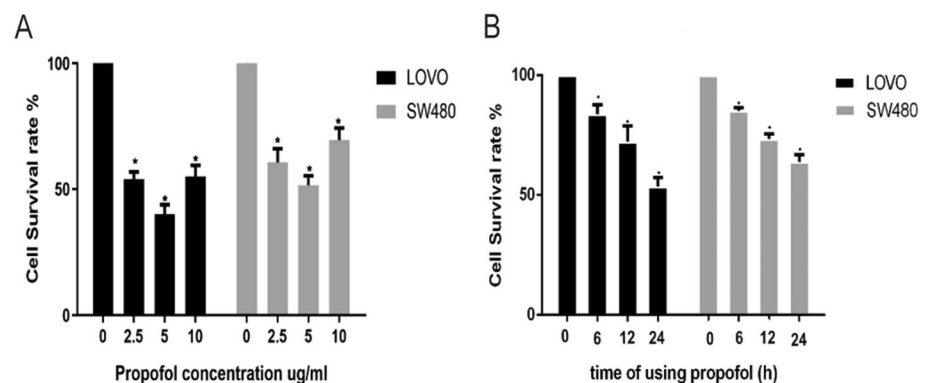 A
Cell Survival rate %
100
50
0
* * * * * *
0 2.5 5 10 0 2.5 5 10
Propofol concentration ug/ml
LOVO
SW480
B
Cell Survival rate %
100
50
0
0 6 12 24 0 6 12 24
time of using propofol (h)
LOVO
SW480